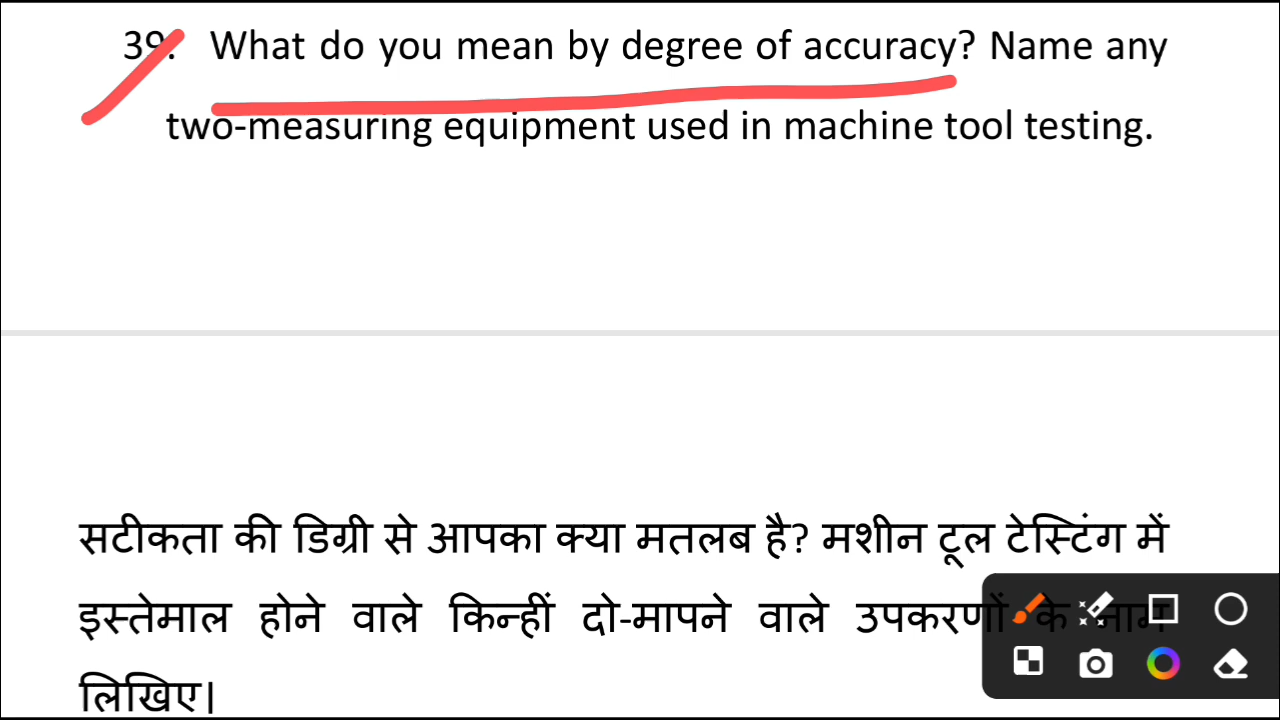 39. What do you mean by degree of accuracy? Name any
two-measuring equipment used in machine tool testing.
सटीकता की डिग्री से आपका क्या मतलब है? मशीन टूल टेस्टिंग में
इस्तेमाल होने वाले किन्हीं दो-मापने वाले उपकरणों के नाम
लिखिए।